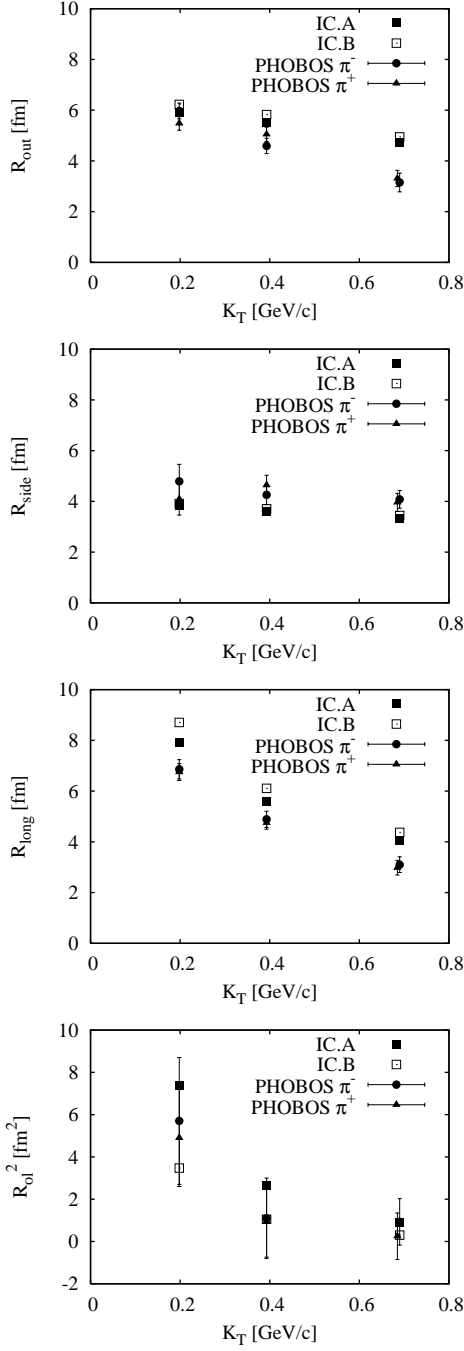 10
8
6
4
2
0
R_out [fm]
IC.A
IC.B
PHOBOS π^-
PHOBOS π^+
0 0.2 0.4 0.6 0.8
K_T [GeV/c]
10
8
6
4
2
0
R_side [fm]
IC.A
IC.B
PHOBOS π^-
PHOBOS π^+
0 0.2 0.4 0.6 0.8
K_T [GeV/c]
10
8
6
4
2
0
R_long [fm]
IC.A
IC.B
PHOBOS π^-
PHOBOS π^+
0 0.2 0.4 0.6 0.8
K_T [GeV/c]
10
8
6
4
2
0
-2
R_ol^2 [fm^2]
IC.A
IC.B
PHOBOS π^-
PHOBOS π^+
0 0.2 0.4 0.6 0.8
K_T [GeV/c]